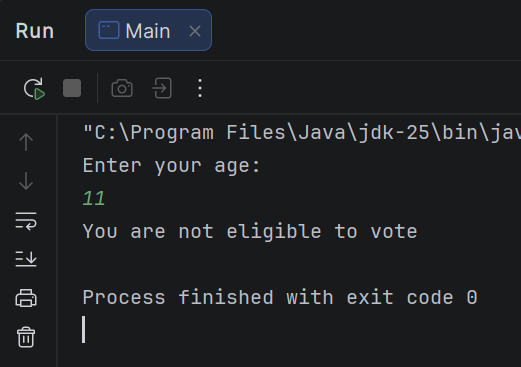 Run Main
"C:\Program Files\Java\jdk-25\bin\jav
Enter your age:
11
You are not eligible to vote
Process finished with exit code 0